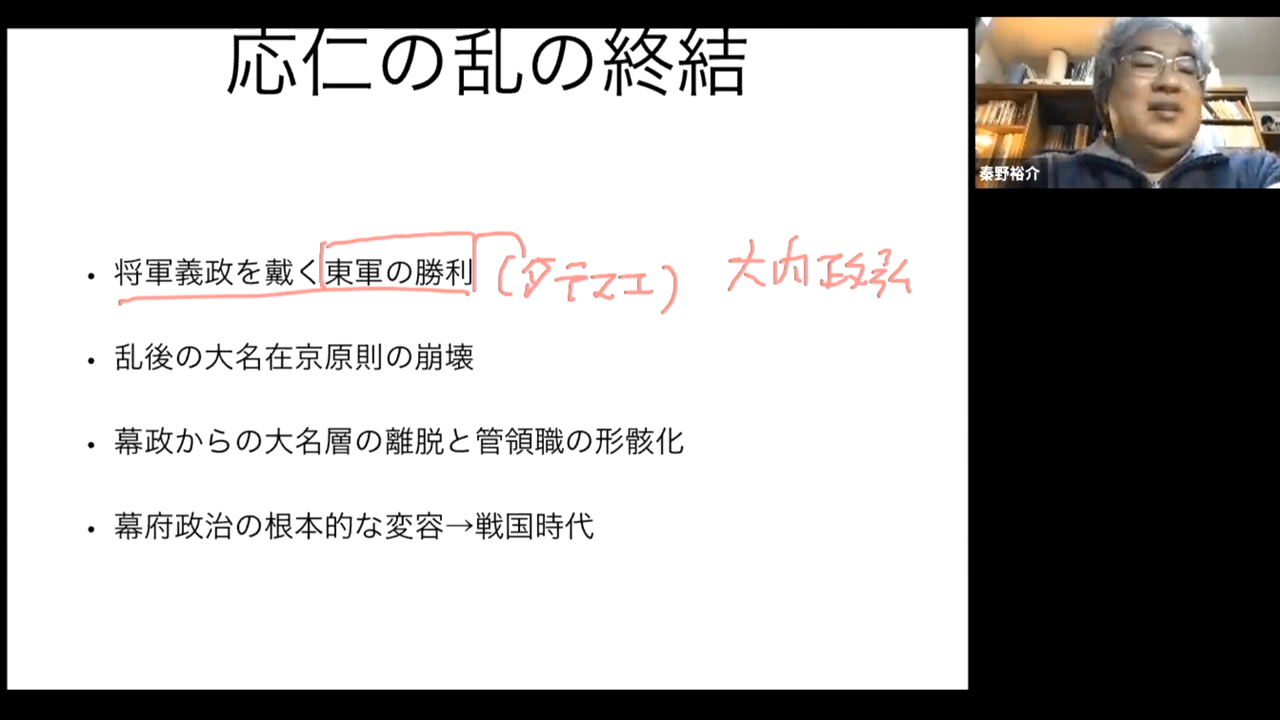 応仁の乱の終結
・将軍義政を戴く東軍の勝利 (タテマエ) 大内政弘
・乱後の大名在京原則の崩壊
・幕政からの大名層の離脱と管領職の形骸化
・幕府政治の根本的な変容→戦国時代
秦野裕介